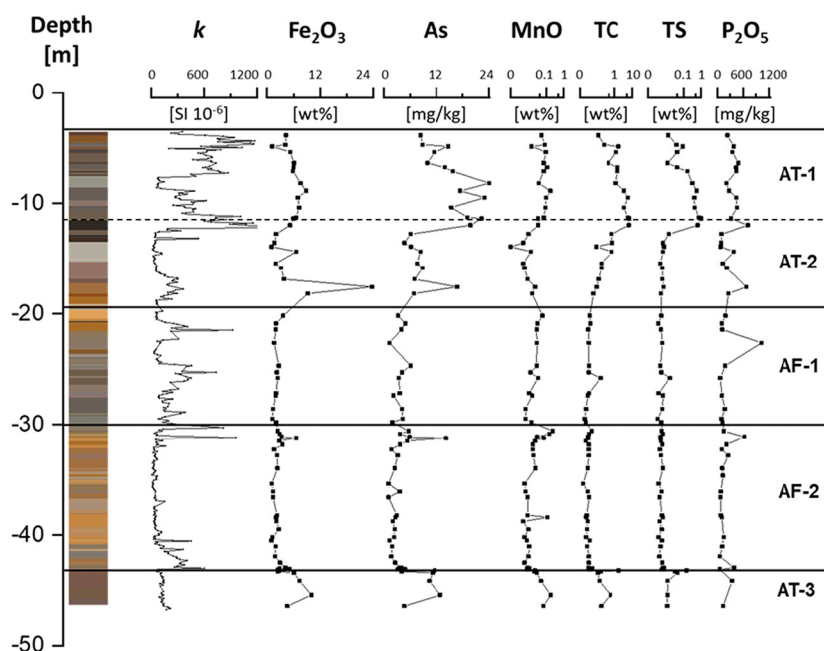 Depth [m] k Fe₂O₃ As MnO TC TS P₂O₅
0 600 1200 0 12 24 0 12 24 0 0.1 1 0 1 10 0 0.1 1 0 600 1200
[SI 10⁻⁶] [wt%] [mg/kg] [wt%] [wt%] [wt%] [mg/kg]
0
AT-1
-10
AT-2
-20
AF-1
-30
AF-2
-40
AT-3
-50